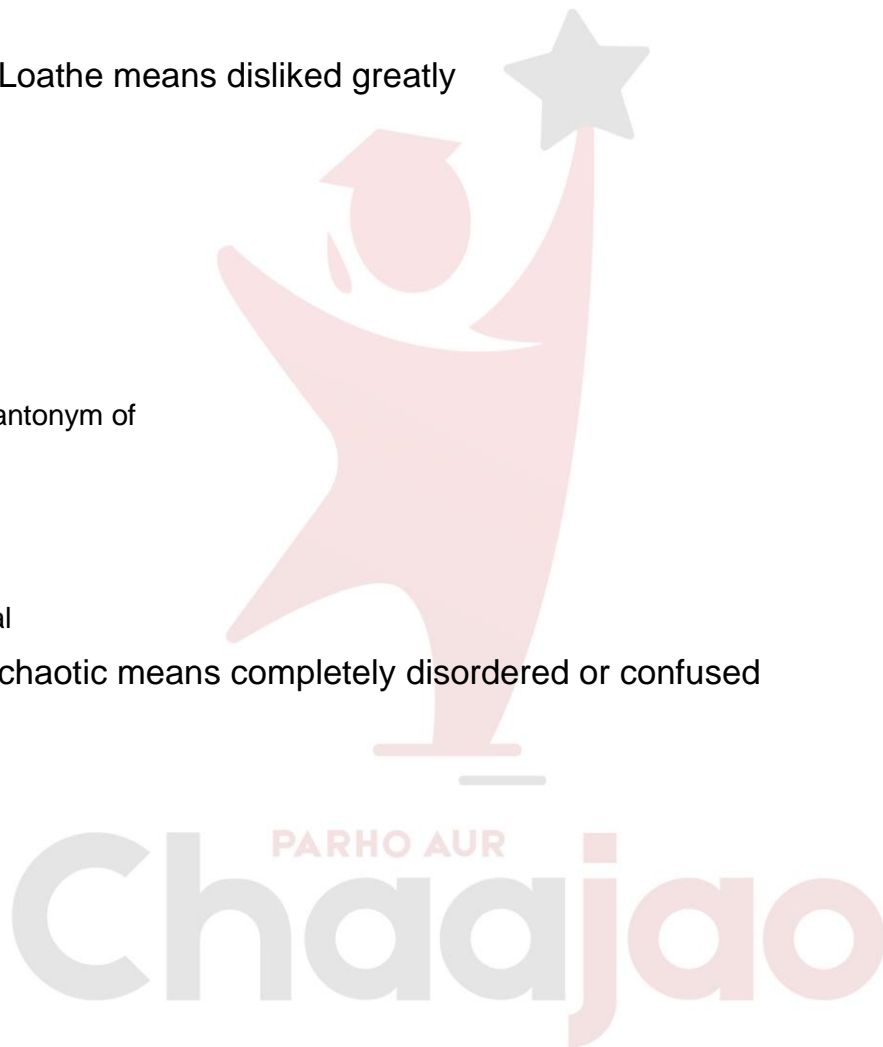 Loathe means disliked greatly
antonym of
al
chaotic means completely disordered or confused
PARHO AUR
Chaajao